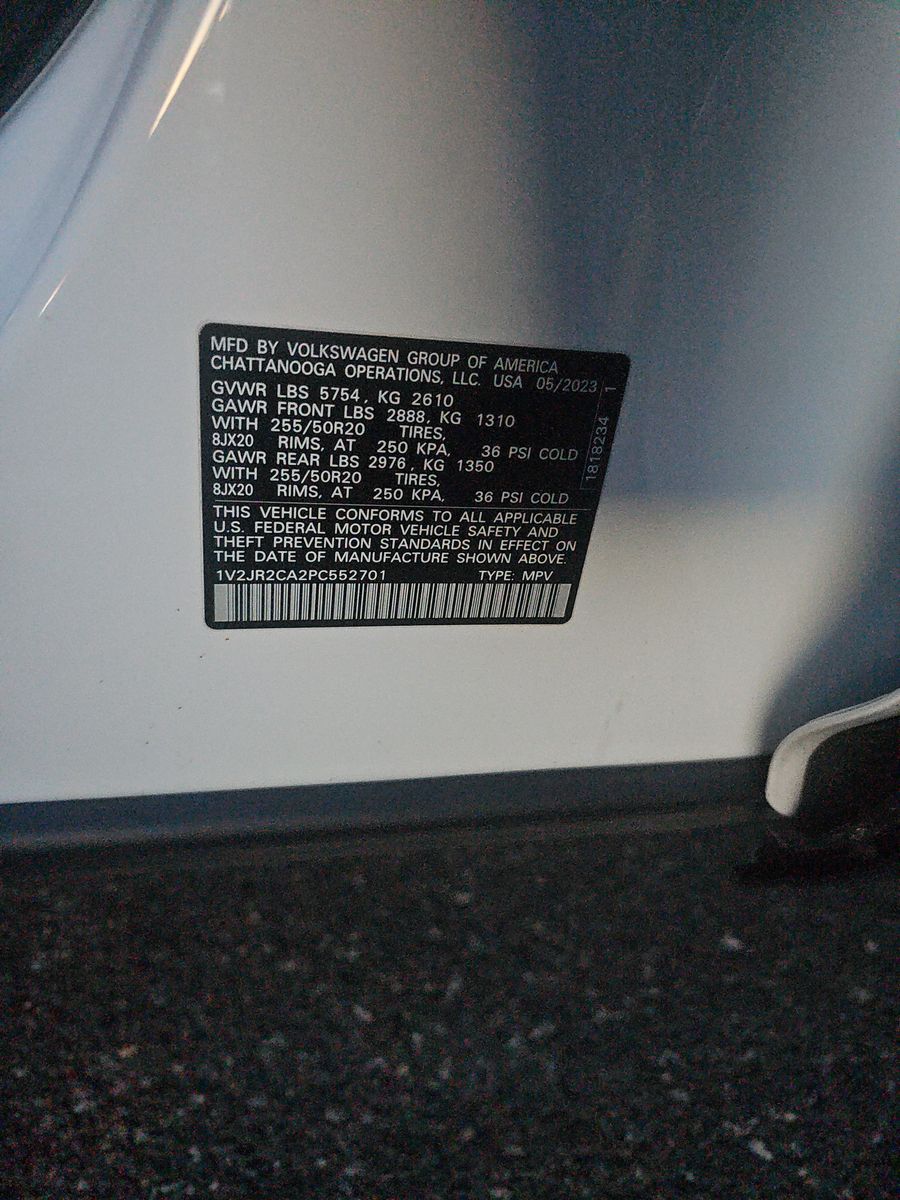 MFD BY VOLKSWAGEN GROUP OF AMERICA
CHATTANOOGA OPERATIONS, LLC. USA 05/2023
GVWR LBS 5754, KG 2610
GAWR FRONT LBS 2888, KG 1310
WITH 255/50R20 TIRES,
8JX20 RIMS, AT 250 KPA, 36 PSI COLD
GAWR REAR LBS 2976, KG 1350
WITH 255/50R20 TIRES,
8JX20 RIMS, AT 250 KPA, 36 PSI COLD
THIS VEHICLE CONFORMS TO ALL APPLICABLE
U.S. FEDERAL MOTOR VEHICLE SAFETY AND
THEFT PREVENTION STANDARDS IN EFFECT ON
THE DATE OF MANUFACTURE SHOWN ABOVE.
1V2JR2CA2PC552701 TYPE: MPV
1818234 1